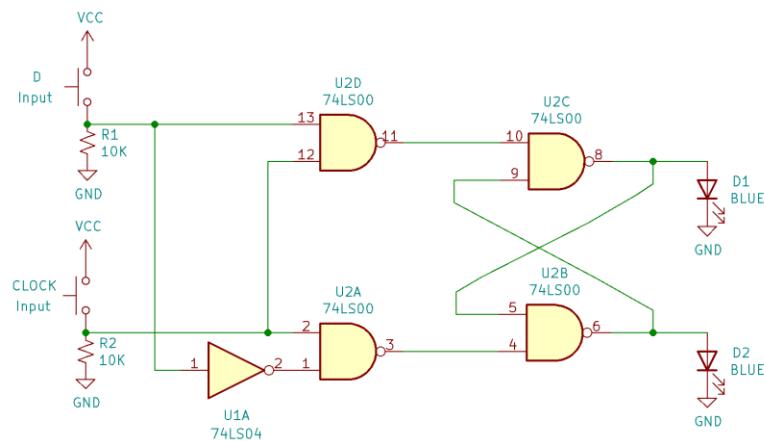 VCC
D
Input
R1
10K
GND
VCC
CLOCK
Input
R2
10K
GND
1
2
U1A
74LS04
U2D
74LS00
13
12
11
U2A
74LS00
2
1
3
U2C
74LS00
10
9
8
U2B
74LS00
5
4
6
D1
BLUE
GND
D2
BLUE
GND